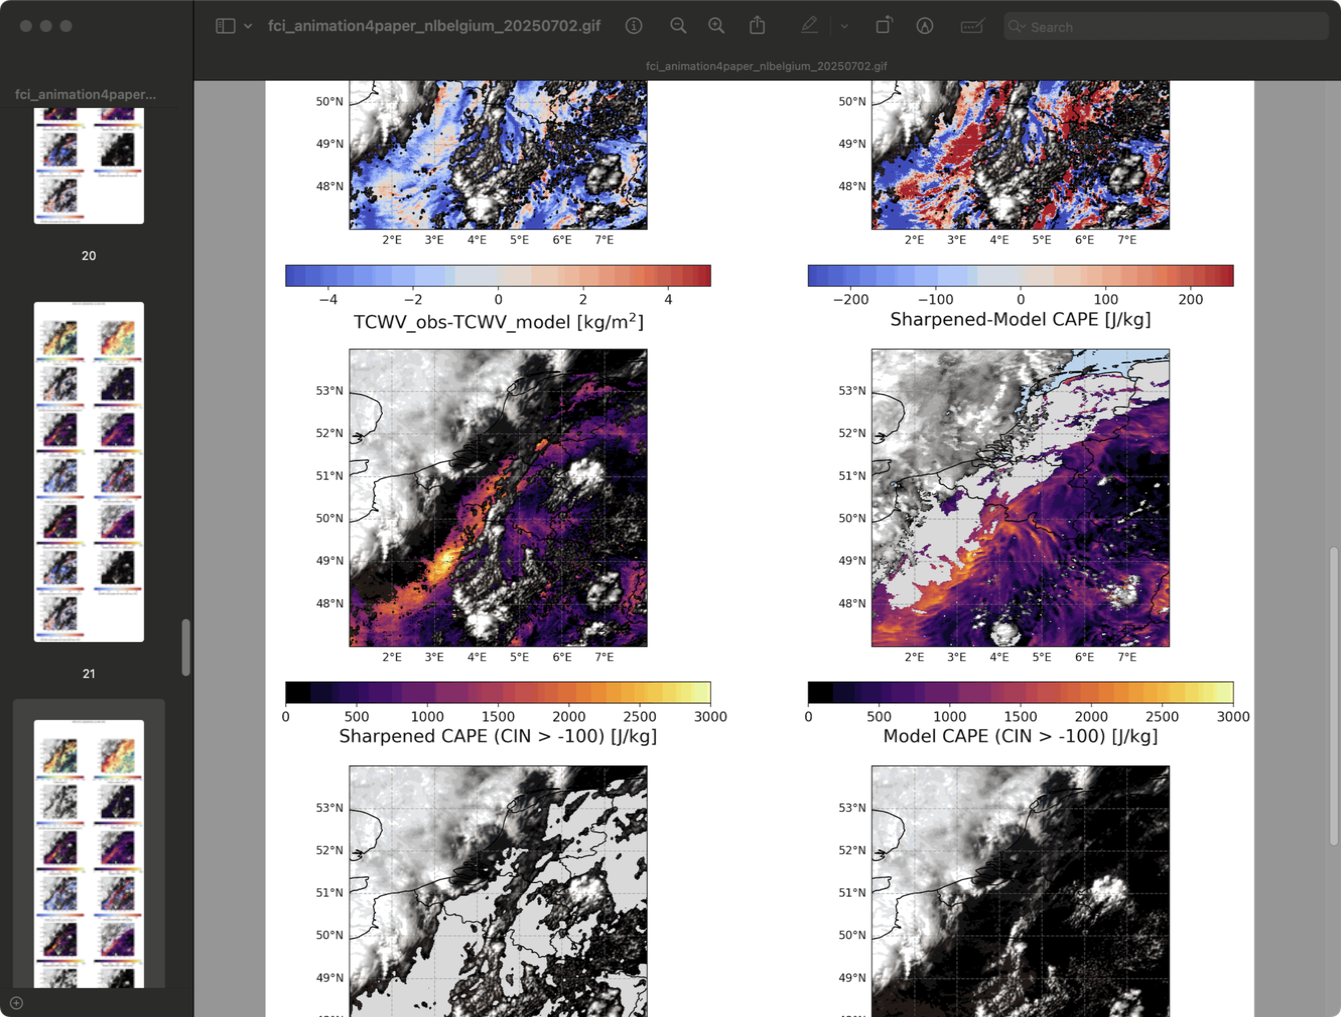 fci_animation4paper_nlbelgium_20250702.gif
Search
fci_animation4paper_nlbelgium_20250702.gif
fci_animation4paper...
20
21
50°N
49°N
48°N
2°E 3°E 4°E 5°E 6°E 7°E
−4 −2 0 2 4
TCWV_obs-TCWV_model [kg/m²]
2°E 3°E 4°E 5°E 6°E 7°E
−200 −100 0 100 200
Sharpened-Model CAPE [J/kg]
53°N
52°N
51°N
50°N
49°N
48°N
2°E 3°E 4°E 5°E 6°E 7°E
0 500 1000 1500 2000 2500 3000
Sharpened CAPE (CIN > -100) [J/kg]
50°N
49°N
48°N
53°N
52°N
51°N
50°N
49°N
48°N
2°E 3°E 4°E 5°E 6°E 7°E
0 500 1000 1500 2000 2500 3000
Model CAPE (CIN > -100) [J/kg]
53°N
52°N
51°N
50°N
49°N
53°N
52°N
51°N
50°N
49°N